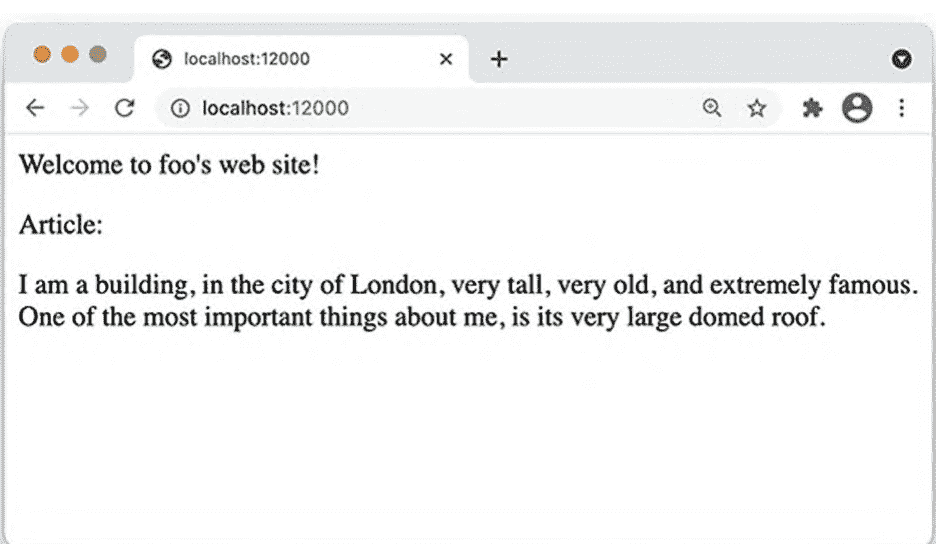 localhost:12000
localhost:12000
Welcome to foo's web site!
Article:
I am a building, in the city of London, very tall, very old, and extremely famous.
One of the most important things about me, is its very large domed roof.